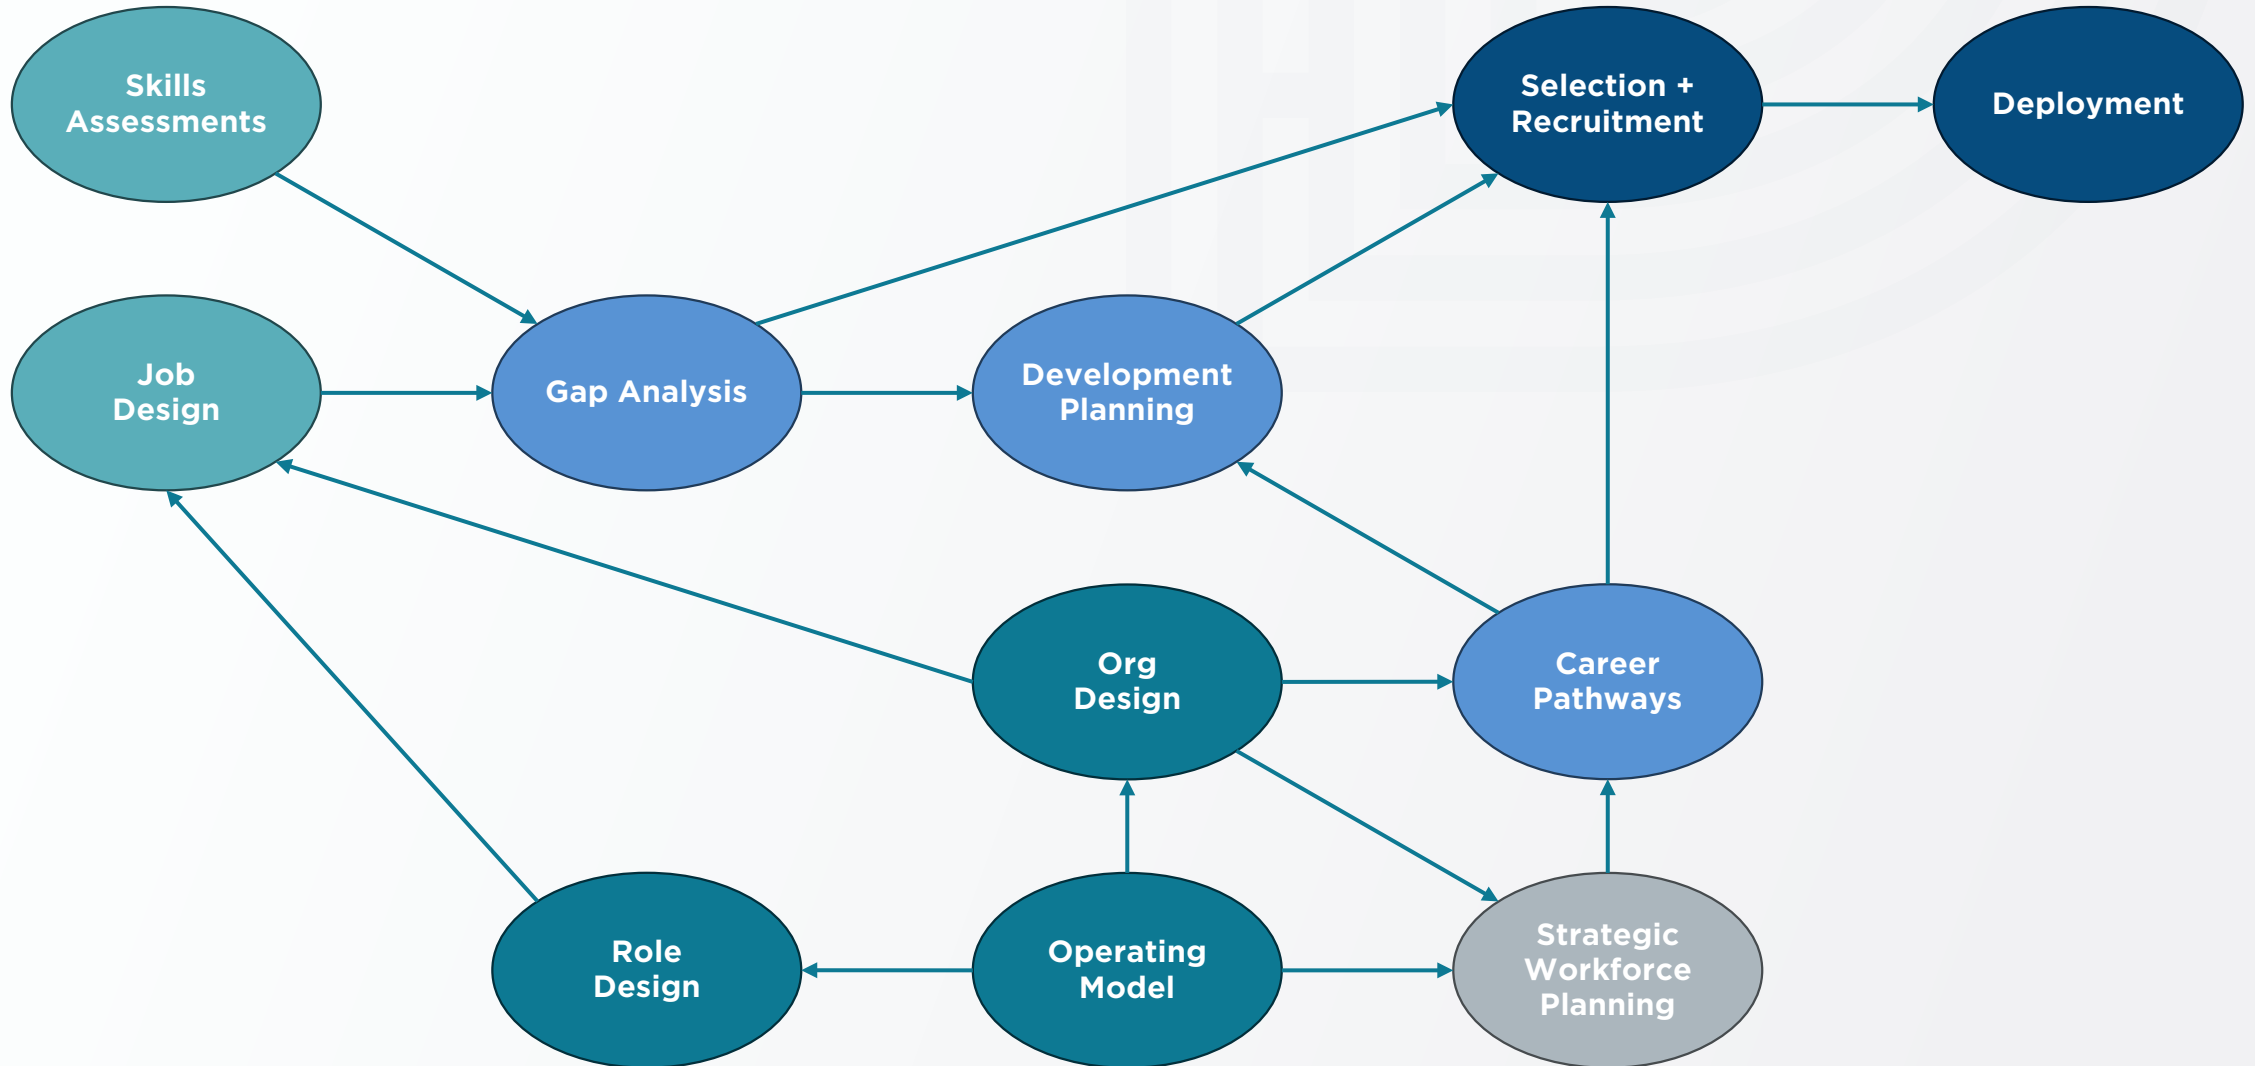 Skills
Assessments
Selection +
Recruitment
Deployment
Job
Design
Gap Analysis
Development
Planning
Org
Design
Career
Pathways
Role
Design
Operating
Model
Strategic
Workforce
Planning